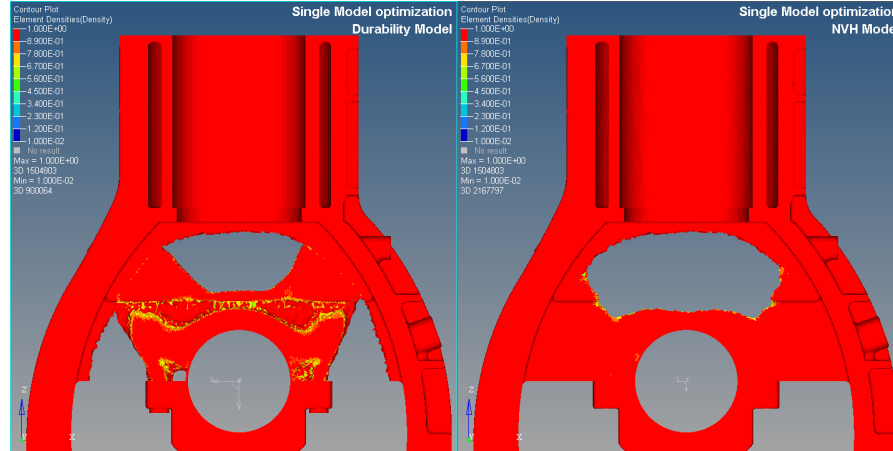 Contour Plot
Element Densities(Density)
1.000E+00
8.900E-01
7.800E-01
6.700E-01
5.600E-01
4.500E-01
3.400E-01
2.300E-01
1.200E-01
1.000E-02
No result
Max = 1.000E+00
3D 1504803
Min = 1.000E-02
3D 900064
Single Model optimization
Durability Model
Z
X
Contour Plot
Element Densities(Density)
1.000E+00
8.900E-01
7.800E-01
6.700E-01
5.600E-01
4.500E-01
3.400E-01
2.300E-01
1.200E-01
1.000E-02
No result
Max = 1.000E+00
3D 1504803
Min = 1.000E-02
3D 2167797
Single Model optimization
NVH Mode
Z
X